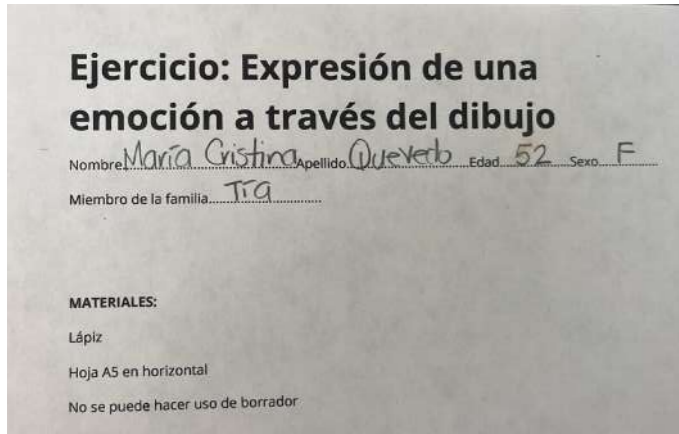 Ejercicio: Expresión de una
emoción a través del dibujo
Nombre María Cristina Apellido Quevedo Edad 52 Sexo F
Miembro de la familia Tía
MATERIALES:
Lápiz
Hoja A5 en horizontal
No se puede hacer uso de borrador